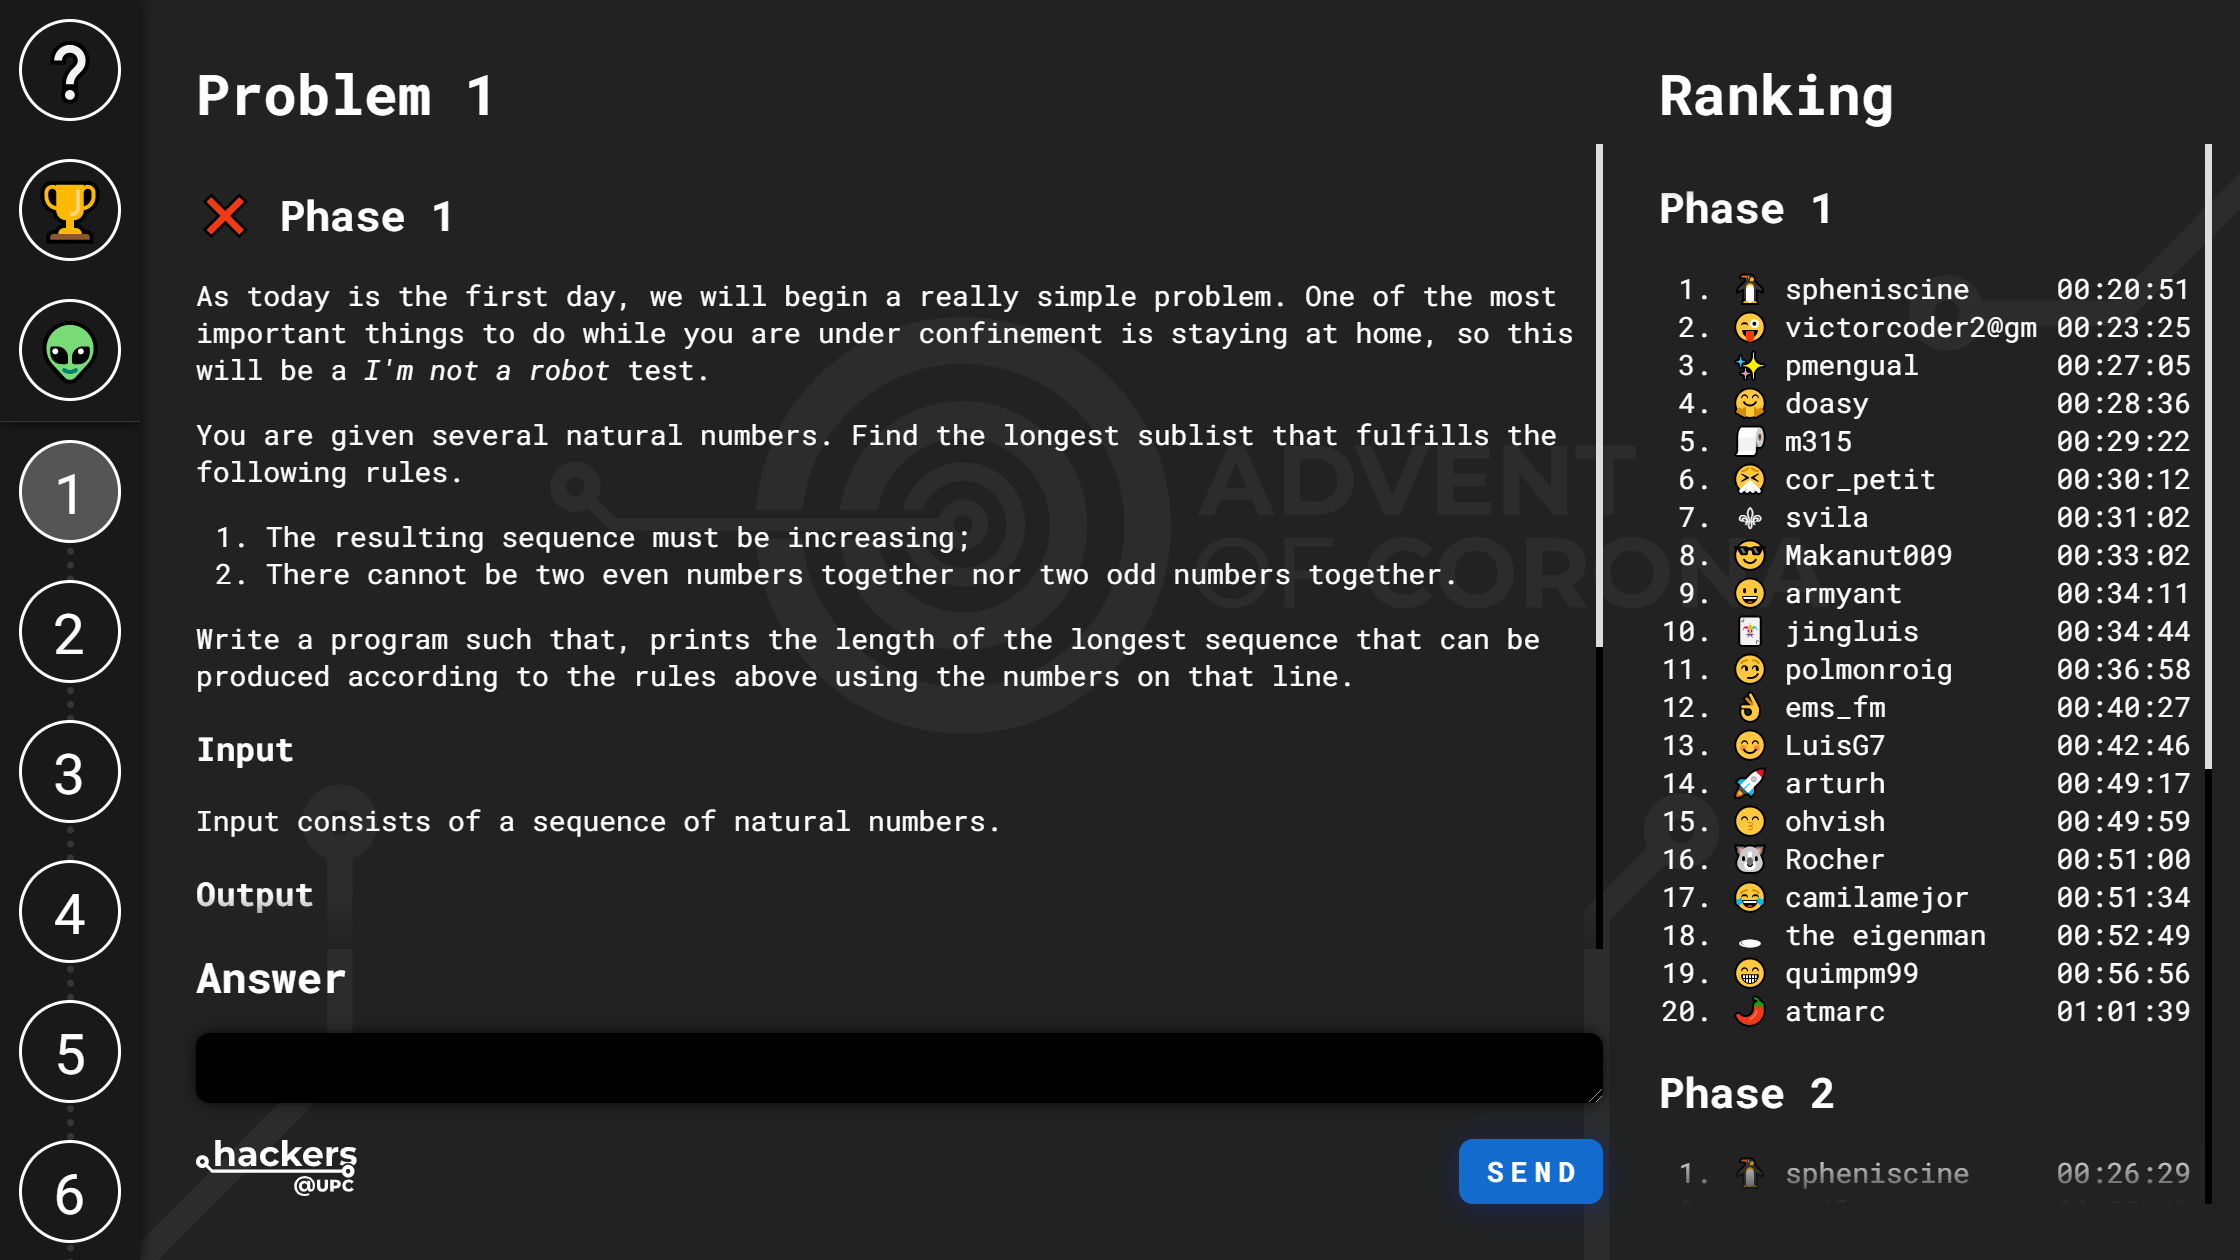 Problem 1
Phase 1
As today is the first day, we will begin a really simple problem. One of the most
important things to do while you are under confinement is staying at home, so this
will be a I'm not a robot test.
You are given several natural numbers. Find the longest sublist that fulfills the
following rules.
1. The resulting sequence must be increasing;
2. There cannot be two even numbers together nor two odd numbers together.
Write a program such that, prints the length of the longest sequence that can be
produced according to the rules above using the numbers on that line.
Input
Input consists of a sequence of natural numbers.
Output
Answer
hackers
@UPC
SEND
ADVENT
OF CORONA
1
2
3
4
5
6
Ranking
Phase 1
1. spheniscine 00:20:51
2. victorcoder2@gm 00:23:25
3. pmengual 00:27:05
4. doasy 00:28:36
5. m315 00:29:22
6. cor_petit 00:30:12
7. svila 00:31:02
8. Makanut009 00:33:02
9. armyant 00:34:11
10. jingluis 00:34:44
11. polmonroig 00:36:58
12. ems_fm 00:40:27
13. LuisG7 00:42:46
14. arturh 00:49:17
15. ohvish 00:49:59
16. Rocher 00:51:00
17. camilamejor 00:51:34
18. the eigenman 00:52:49
19. quimpm99 00:56:56
20. atmarc 01:01:39
Phase 2
1. spheniscine 00:26:29